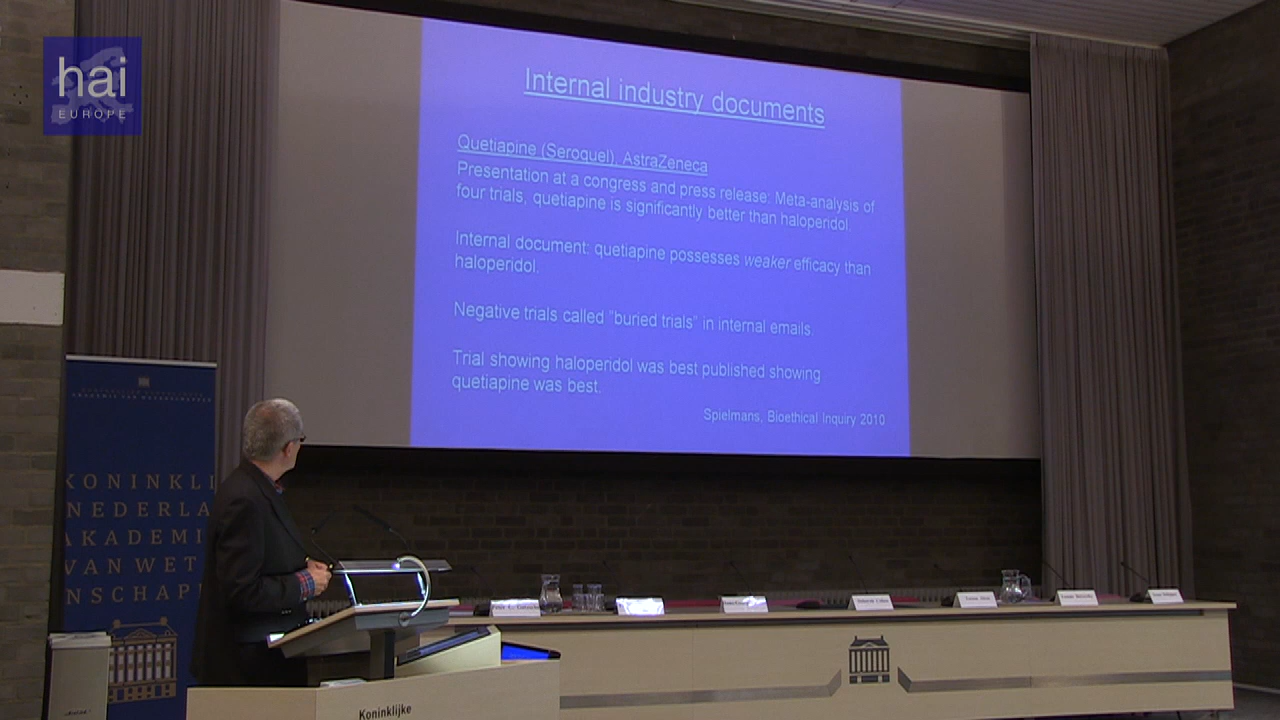 hai
EUROPE
Internal industry documents
Quetiapine (Seroquel), AstraZeneca
Presentation at a congress and press release: Meta-analysis of
four trials, quetiapine is significantly better than haloperidol.
Internal document: quetiapine possesses weaker efficacy than
haloperidol.
Negative trials called "buried trials" in internal emails.
Trial showing haloperidol was best published showing
quetiapine was best.
Spielmans, Bioethical Inquiry 2010
KONINKLI
NEDERLA
AKADEMI
VAN WET
NSCHAP
Koninklijke